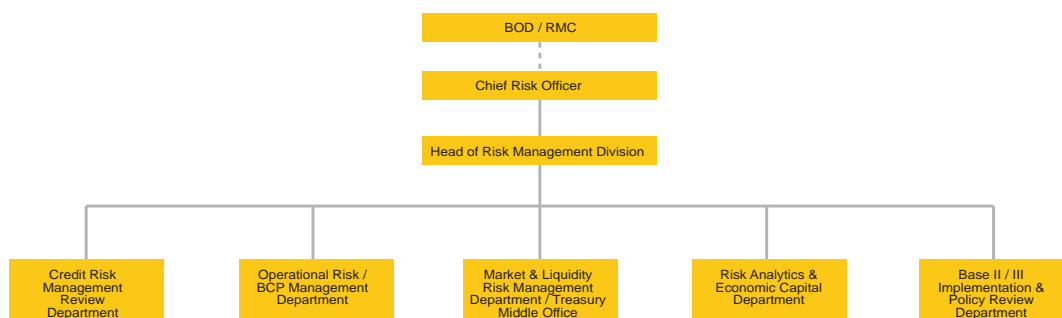 BOD / RMC
Chief Risk Officer
Head of Risk Management Division
Credit Risk
Management
Review
Department
Operational Risk /
BCP Management
Department
Market & Liquidity
Risk Management
Department / Treasury
Middle Office
Risk Analytics &
Economic Capital
Department
Base II / III
Implementation &
Policy Review
Department